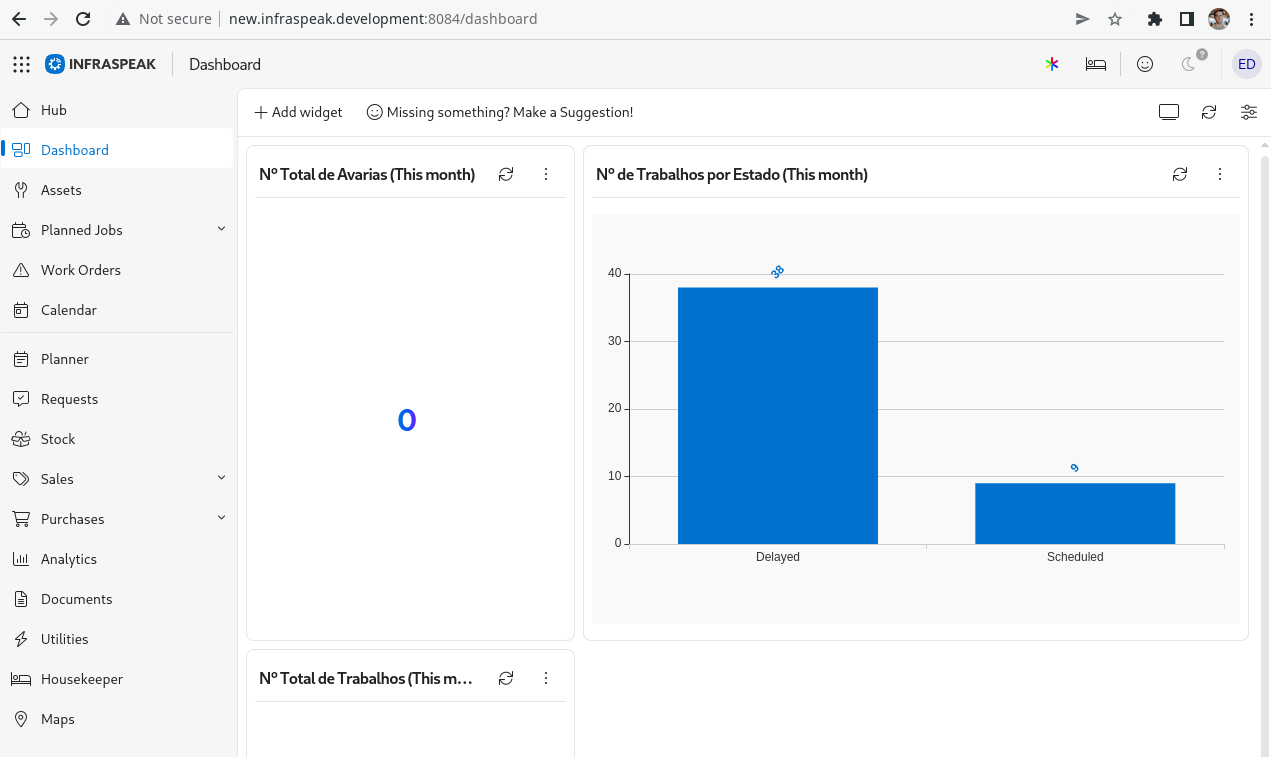 Not secure
new.infraspeak.development:8084/dashboard
INFRASPEAK
Dashboard
?
ED
Hub
Dashboard
Assets
Planned Jobs
Work Orders
Calendar
Planner
Requests
Stock
Sales
Purchases
Analytics
Documents
Utilities
Housekeeper
Maps
Add widget
Missing something? Make a Suggestion!
Nº Total de Avarias (This month)
0
Nº de Trabalhos por Estado (This month)
40
30
20
10
0
38
9
Delayed
Scheduled
Nº Total de Trabalhos (This m...